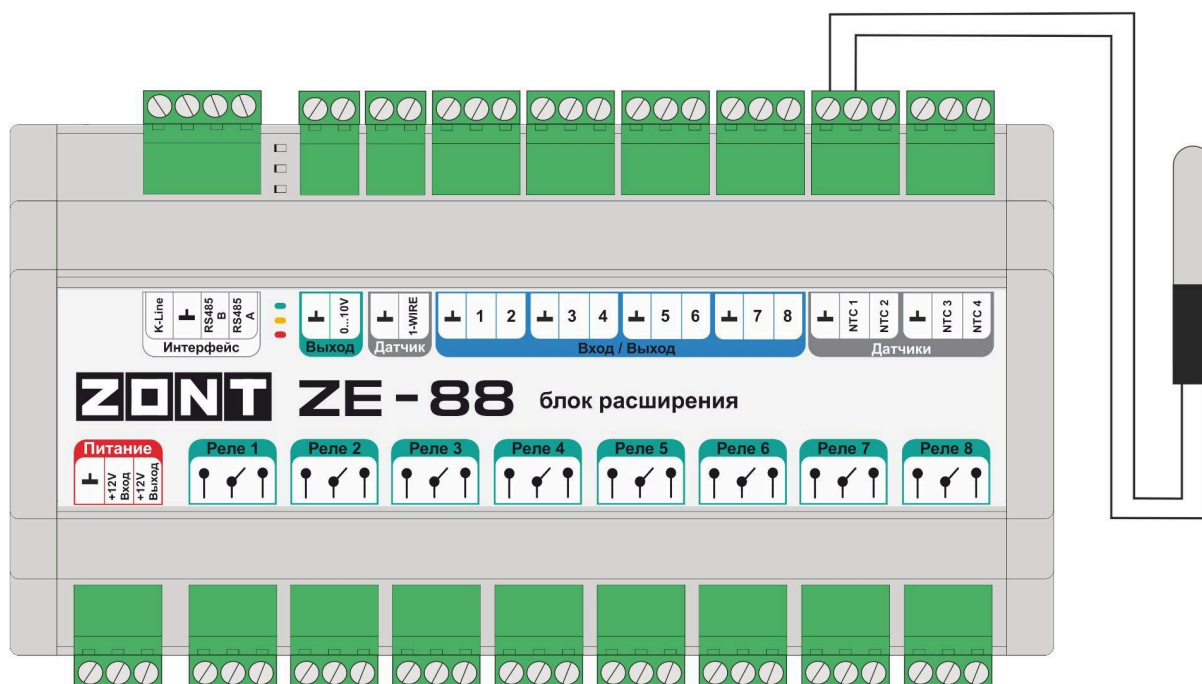 K-Line RS485 B RS485 A
0...10V
1-WIRE
1 2 3 4 5 6 7 8
NTC 1 NTC 2 NTC 3 NTC 4
Интерфейс Выход Датчик Вход / Выход Датчики
ZONT ZE-88 блок расширения
Питание Реле 1 Реле 2 Реле 3 Реле 4 Реле 5 Реле 6 Реле 7 Реле 8
+12V Вход
+12V Выход